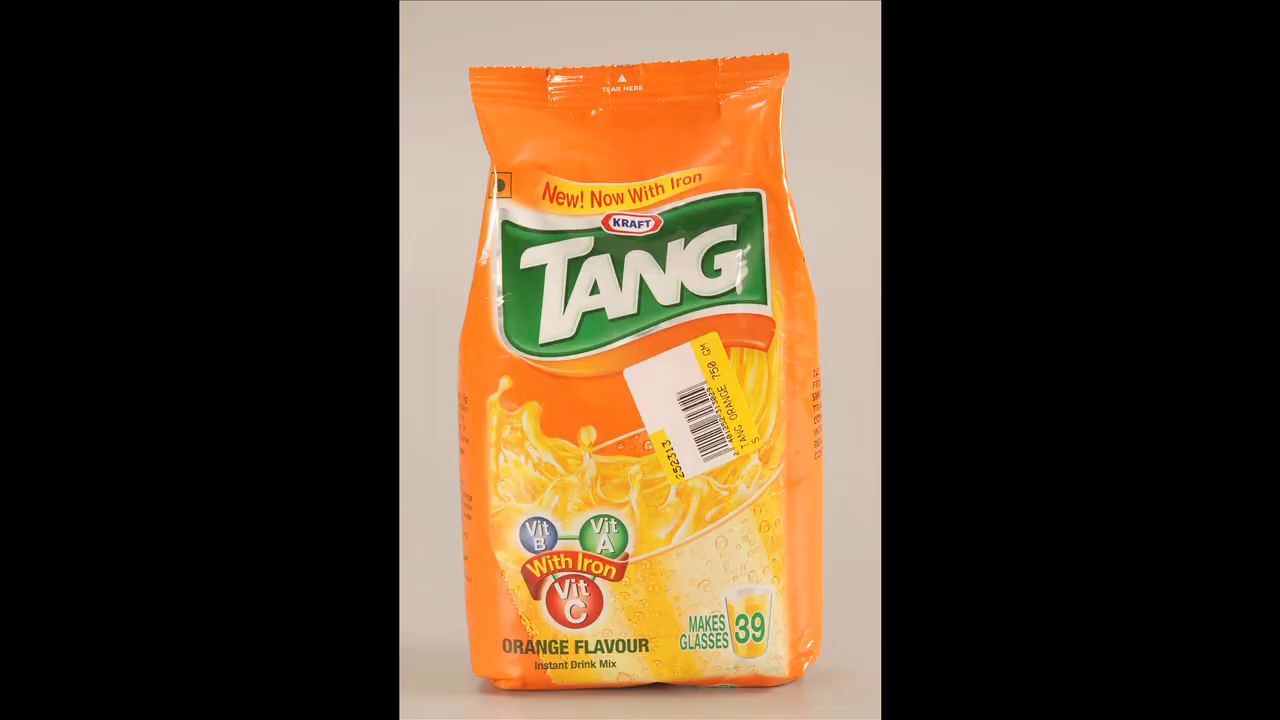 TEAR HERE
New! Now With Iron
KRAFT
TANG
TANG ORANGE 750 GM
S
252313
Vit B
Vit A
With Iron
Vit C
MAKES
GLASSES
39
ORANGE FLAVOUR
Instant Drink Mix